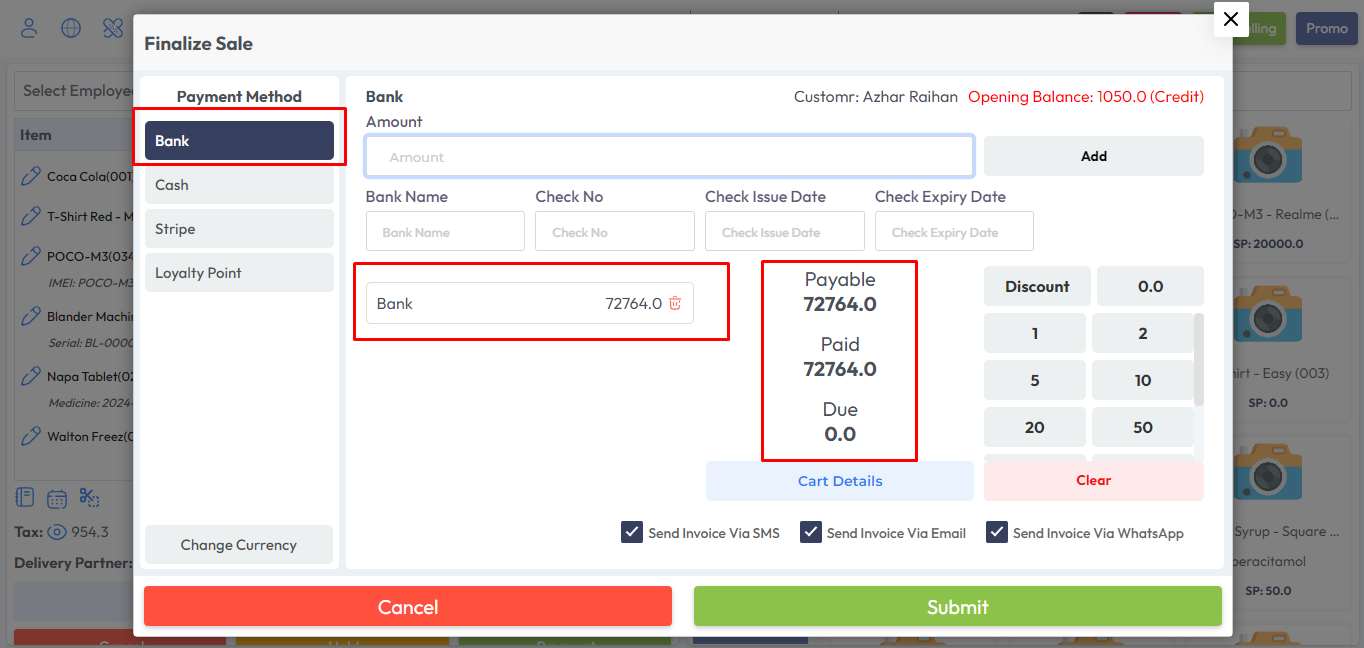 Finalize Sale
lling
Promo
Select Employe
Payment Method
Bank
Customr: Azhar Raihan
Opening Balance: 1050.0 (Credit)
Amount
Item
Bank
Amount
Add
Coca Cola(001
Cash
Bank Name
Check No
Check Issue Date
Check Expiry Date
T-Shirt Red - M
Stripe
Bank Name
Check No
Check Issue Date
Check Expiry Date
O-M3 - Realme (...
SP: 20000.0
POCO-M3(034
Loyalty Point
IMEI: POCO-M3
Payable
72764.0
Discount
0.0
Bank
72764.0
Blander Machin
Serial: BL-0000
Paid
72764.0
1
2
Napa Tablet(02
Medicine: 2024-
5
10
hirt - Easy (003)
SP: 0.0
Due
0.0
20
50
Walton Freez(0
Cart Details
Clear
Tax:
954.3
Send Invoice Via SMS
Send Invoice Via Email
Send Invoice Via WhatsApp
Syrup - Square ...
Change Currency
Delivery Partner:
peracitamol
SP: 50.0
Cancel
Submit